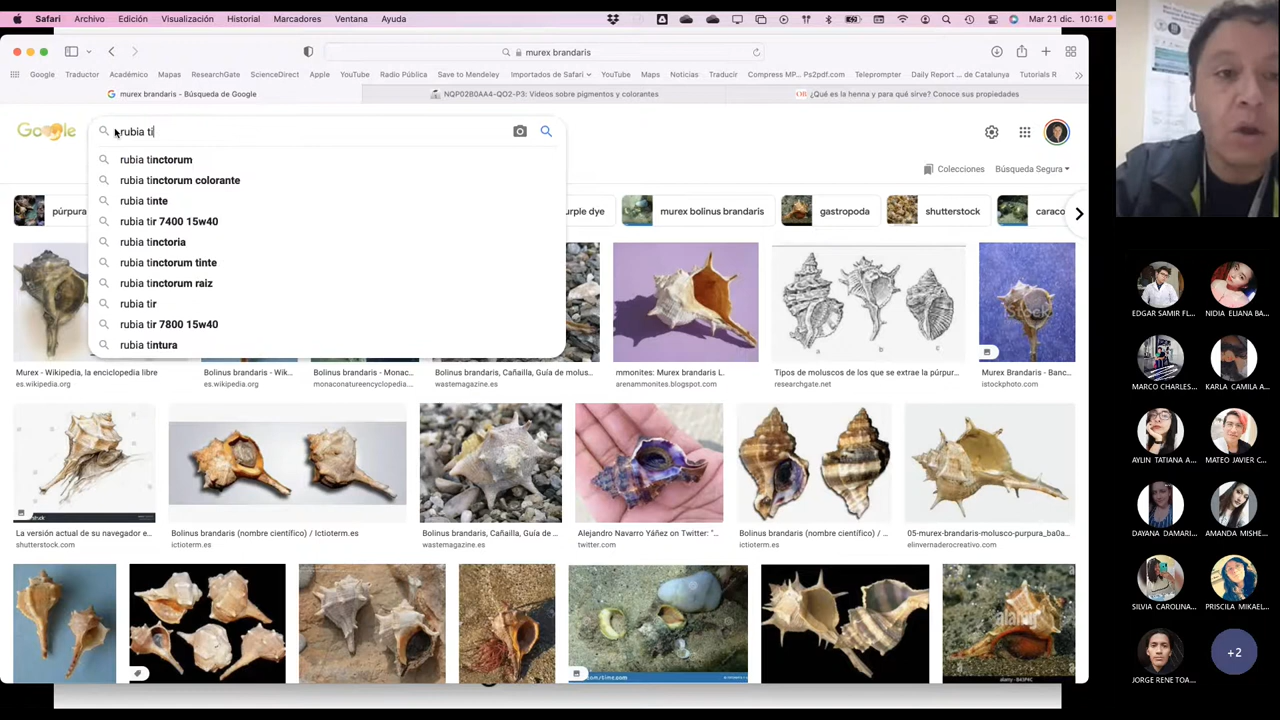 Safari Archivo Edición Visualización Historial Marcadores Ventana Ayuda
Mar 21 dic. 10:16
murex brandaris
Google Traductor Académico Mapas ResearchGate ScienceDirect Apple YouTube Radio Pública Save to Mendeley Importados de Safari YouTube Maps Noticias Traducir Compress MP... Ps2pdf.com Teleprompter Daily Report ... de Catalunya Tutorials R
murex brandaris - Búsqueda de Google
NQP02B0AA4-QO2-P3: Videos sobre pigmentos y colorantes
¿Qué es la henna y para qué sirve? Conoce sus propiedades
Google
rubia ti
rubia tinctorum
rubia tinctorum colorante
rubia tinte
rubia tir 7400 15w40
rubia tinctoria
rubia tinctorum tinte
rubia tinctorum raiz
rubia tir
rubia tir 7800 15w40
rubia tintura
Colecciones
Búsqueda Segura
púrpura
urple dye
murex bolinus brandaris
gastropoda
shutterstock
caraco
iStock
Murex - Wikipedia, la enciclopedia libre
es.wikipedia.org
Bolinus brandaris - Wik...
es.wikipedia.org
Bolinus brandaris - Monac...
monaconatureencyclopedia....
Bolinus brandaris, Cañailla, Guía de molus...
wastemagazine.es
mmonites: Murex brandaris L.
arenammonites.blogspot.com
Tipos de moluscos de los que se extrae la púrpur...
researchgate.net
Murex Brandaris - Banc...
istockphoto.com
La versión actual de su navegador e...
shutterstock.com
Bolinus brandaris (nombre científico) / Ictioterm.es
ictioterm.es
Bolinus brandaris, Cañailla, Guía de ...
wastemagazine.es
Alejandro Navarro Yáñez on Twitter: "...
twitter.com
Bolinus brandaris (nombre científico) / ...
ictioterm.es
05-murex-brandaris-molusco-purpura_ba0a...
elinvernaderocreativo.com
alamy
EDGAR SAMIR FL...
NIDIA ELIANA BA...
MARCO CHARLES...
KARLA CAMILA A...
AYLIN TATIANA A...
MATEO JAVIER C...
DAYANA DAMARI...
AMANDA MISHE...
SILVIA CAROLINA...
PRISCILA MIKAEL...
JORGE RENE TOA...
+2